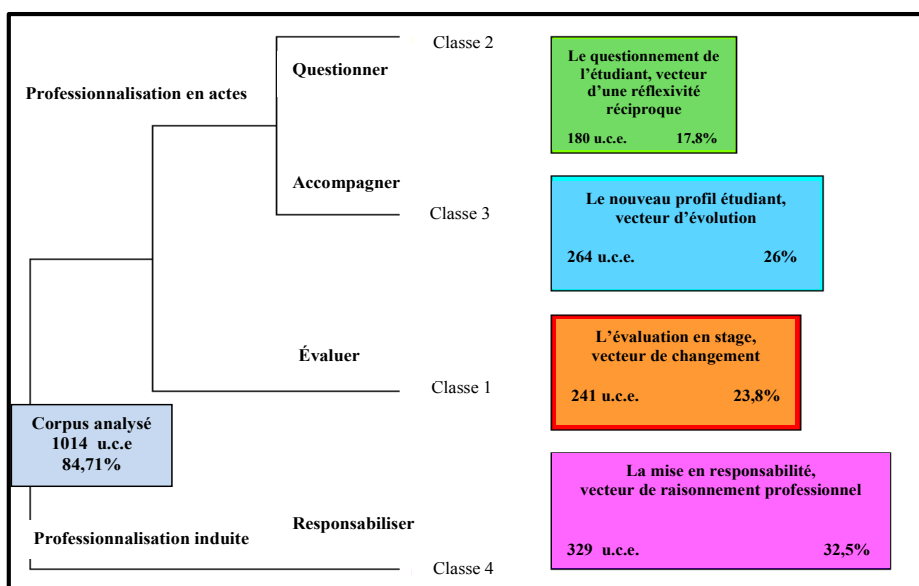 Classe 2
Questionner
Professionnalisation en actes
Le questionnement de
l'étudiant, vecteur
d'une réflexivité
réciproque
180 u.c.e. 17,8%
Accompagner
Classe 3
Le nouveau profil étudiant,
vecteur d'évolution
264 u.c.e. 26%
Évaluer
Classe 1
L'évaluation en stage,
vecteur de changement
241 u.c.e. 23,8%
Corpus analysé
1014 u.c.e
84,71%
La mise en responsabilité,
vecteur de raisonnement professionnel
329 u.c.e. 32,5%
Responsabiliser
Professionnalisation induite
Classe 4